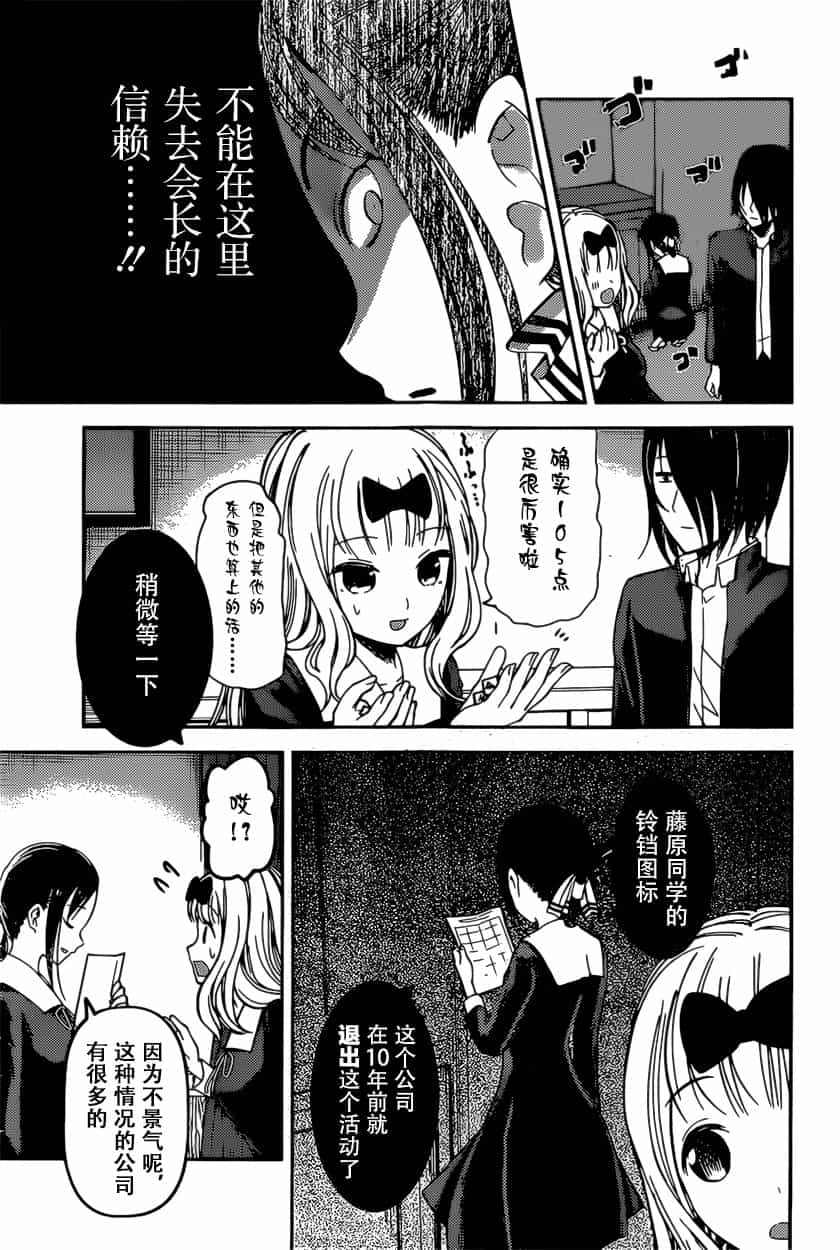 ゴ
ゴ
ゴ
ゴ
ゴ
不能在这里
失去会长的
信赖……!!
确实105点
是很厉害啦
但是把其他的
东西也算上的话……
稍微等一下
藤原同学的
铃铛图标
这个公司
在10年前就
退出这个活动了
哎!?
因为不景气呢,
这种情况的公司
有很多的